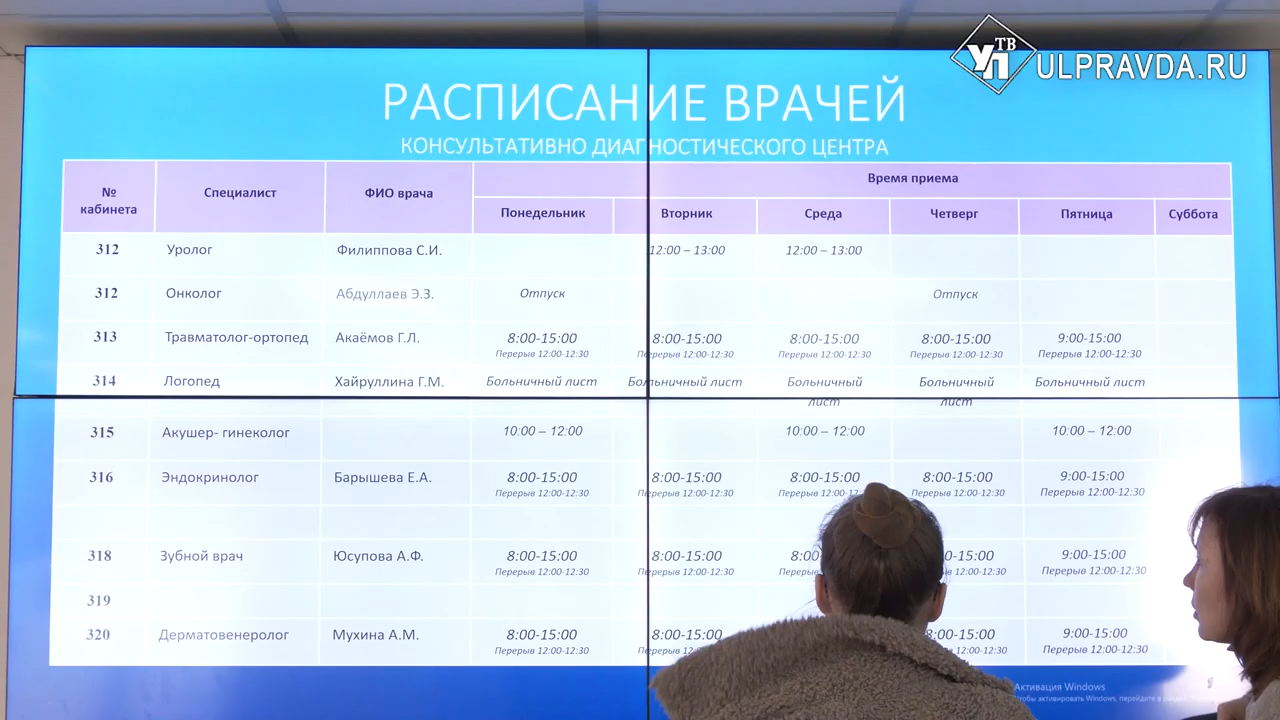 УП ТВ ULPRAVDA.RU
РАСПИСАНИЕ ВРАЧЕЙ
КОНСУЛЬТАТИВНО ДИАГНОСТИЧЕСКОГО ЦЕНТРА
№ кабинета Специалист ФИО врача Время приема
Понедельник Вторник Среда Четверг Пятница Суббота
312 Уролог Филиппова С.И. 12:00 – 13:00 12:00 – 13:00
312 Онколог Абдуллаев Э.З. Отпуск Отпуск
313 Травматолог-ортопед Акаёмов Г.Л. 8:00-15:00 8:00-15:00 8:00-15:00 8:00-15:00 9:00-15:00
Перерыв 12:00-12:30 Перерыв 12:00-12:30 Перерыв 12:00-12:30 Перерыв 12:00-12:30 Перерыв 12:00-12:30
314 Логопед Хайруллина Г.М. Больничный лист Больничный лист Больничный Больничный Больничный лист
лист лист
315 Акушер- гинеколог 10:00 – 12:00 10:00 – 12:00 10:00 – 12:00
316 Эндокринолог Барышева Е.А. 8:00-15:00 8:00-15:00 8:00-15:00 8:00-15:00 9:00-15:00
Перерыв 12:00-12:30 Перерыв 12:00-12:30 Перерыв 12:00-12:30 Перерыв 12:00-12:30 Перерыв 12:00-12:30
318 Зубной врач Юсупова А.Ф. 8:00-15:00 8:00-15:00 9:00-15:00
Перерыв 12:00-12:30 Перерыв 12:00-12:30 12:00-12:30 Перерыв 12:00-12:30
319
320 Дерматовенеролог Мухина А.М. 8:00-15:00 8:00-15:00 8:00-15:00 9:00-15:00
Перерыв 12:00-12:30 12:00-12:30 Перерыв 12:00-12:30
Активация Windows
Чтобы активировать Windows, перейдите в